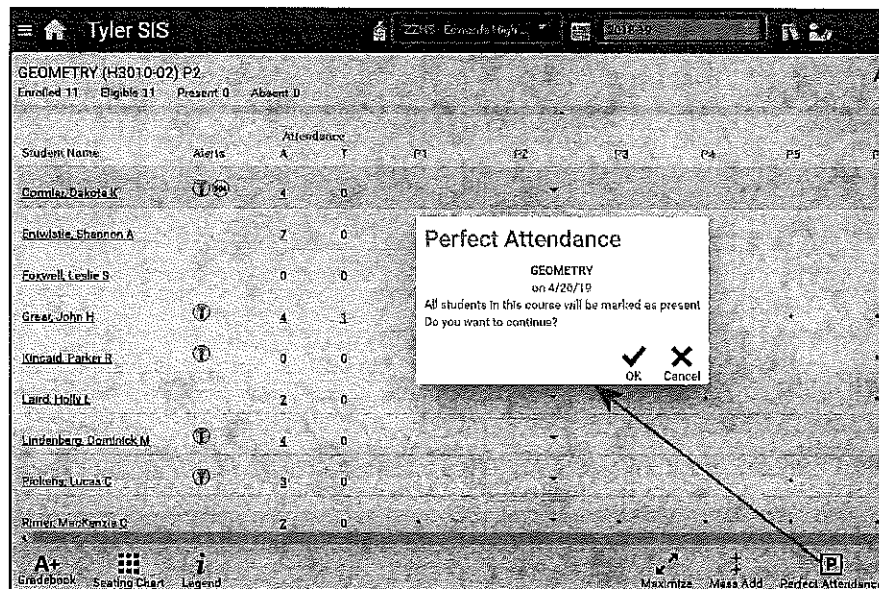 Tyler SIS
GEOMETRY (H3010-02) P2
Enrolled 11 Eligible 11 Present 0 Absent 0
Attendance
Student Name Alerts A T P1 P2 P3 P4 P5
Cormier, Dakota K 4 0
Entwistle, Shannon A 7 0
Foxwell, Leslie S 0 0
Grear, John H 4 3
Kincaid, Parker R 0 0
Laird, Holly L 2 0
Lindenberg, Dominick M 4 0
Pickens, Lucas C 3 0
Rimer, MacKenzie O 2 0
Perfect Attendance
GEOMETRY
on 4/26/19
All students in this course will be marked as present
Do you want to continue?
OK Cancel
A+ i P
Gradebook Seating Chart Legend Maximize Mass Add Perfect Attendance